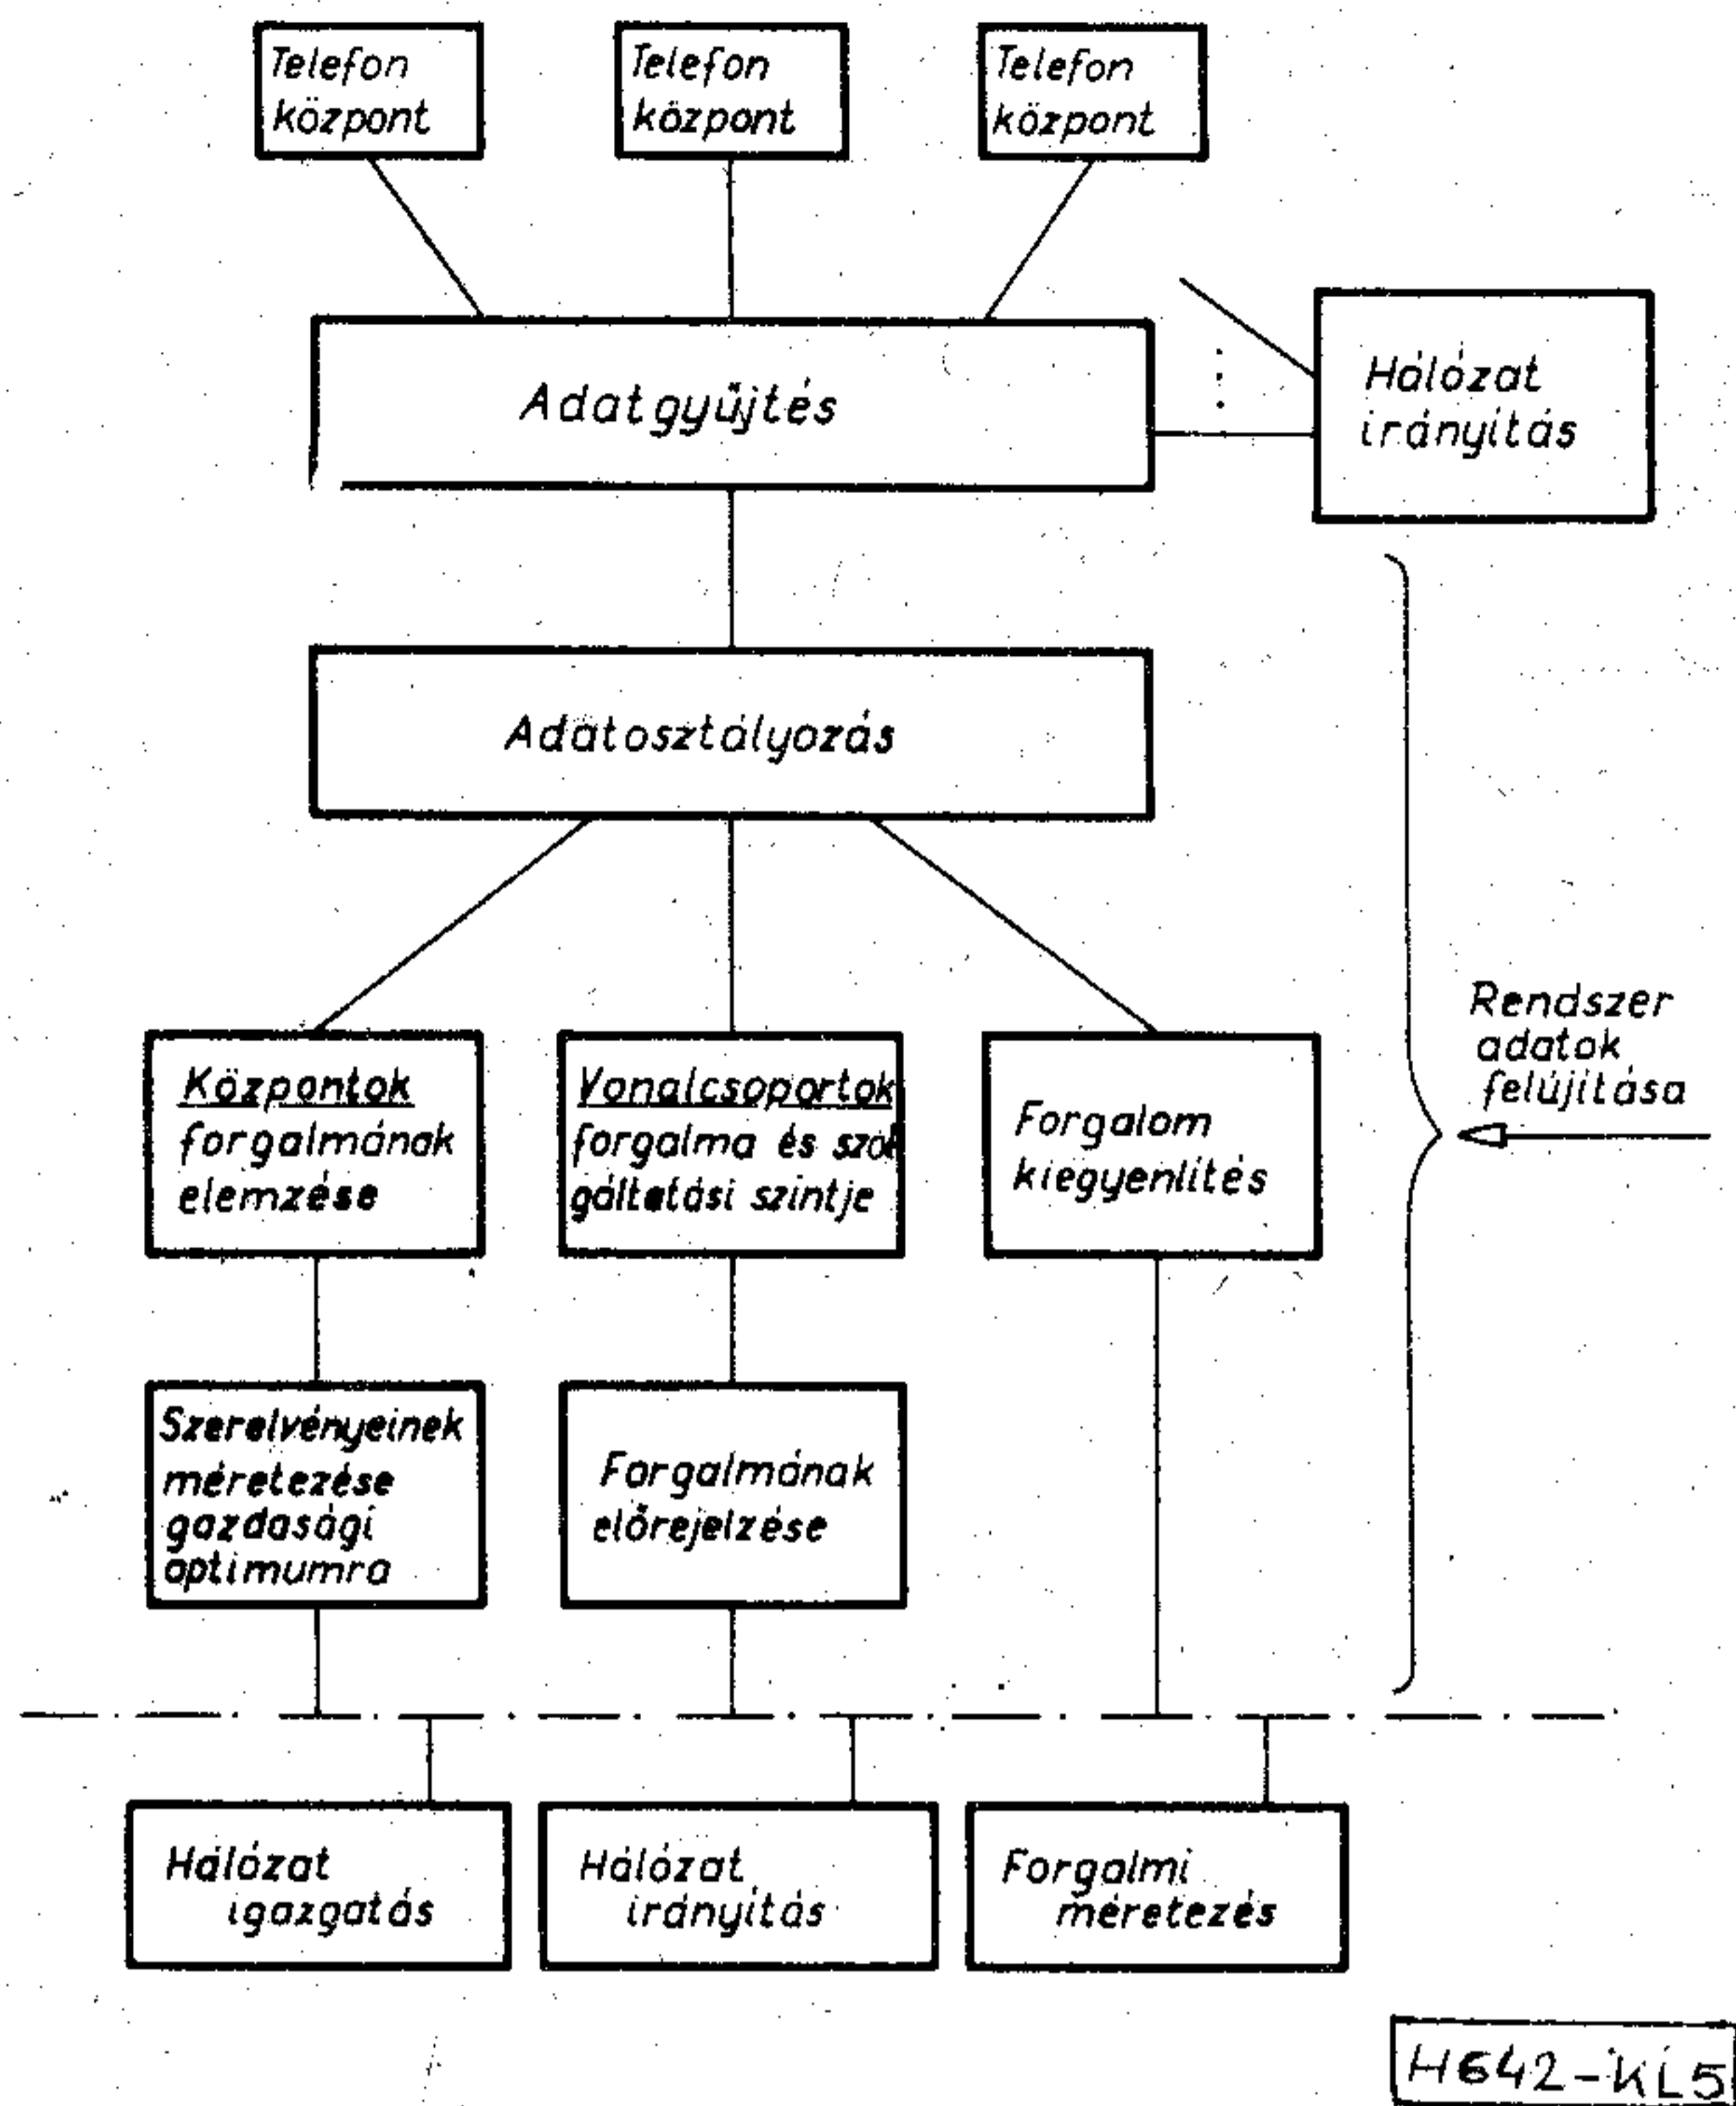 Telefon
központ
Telefon
központ
Telefon
központ
Adatgyűjtés
Hálózat
irányítás
Adatosztályozás
Rendszer
adatok
felújítása
Központok
forgalmának
elemzése
Vonalcsoportok
forgalma és szol
gáltatási szintje
Forgalom
kiegyenlítés
Szerelvényeinek
méretezése
gazdasági
optimumra
Forgalmának
előrejelzése
Hálózat
igazgatás
Hálózat
irányítás
Forgalmi
méretezés
H642-KL5